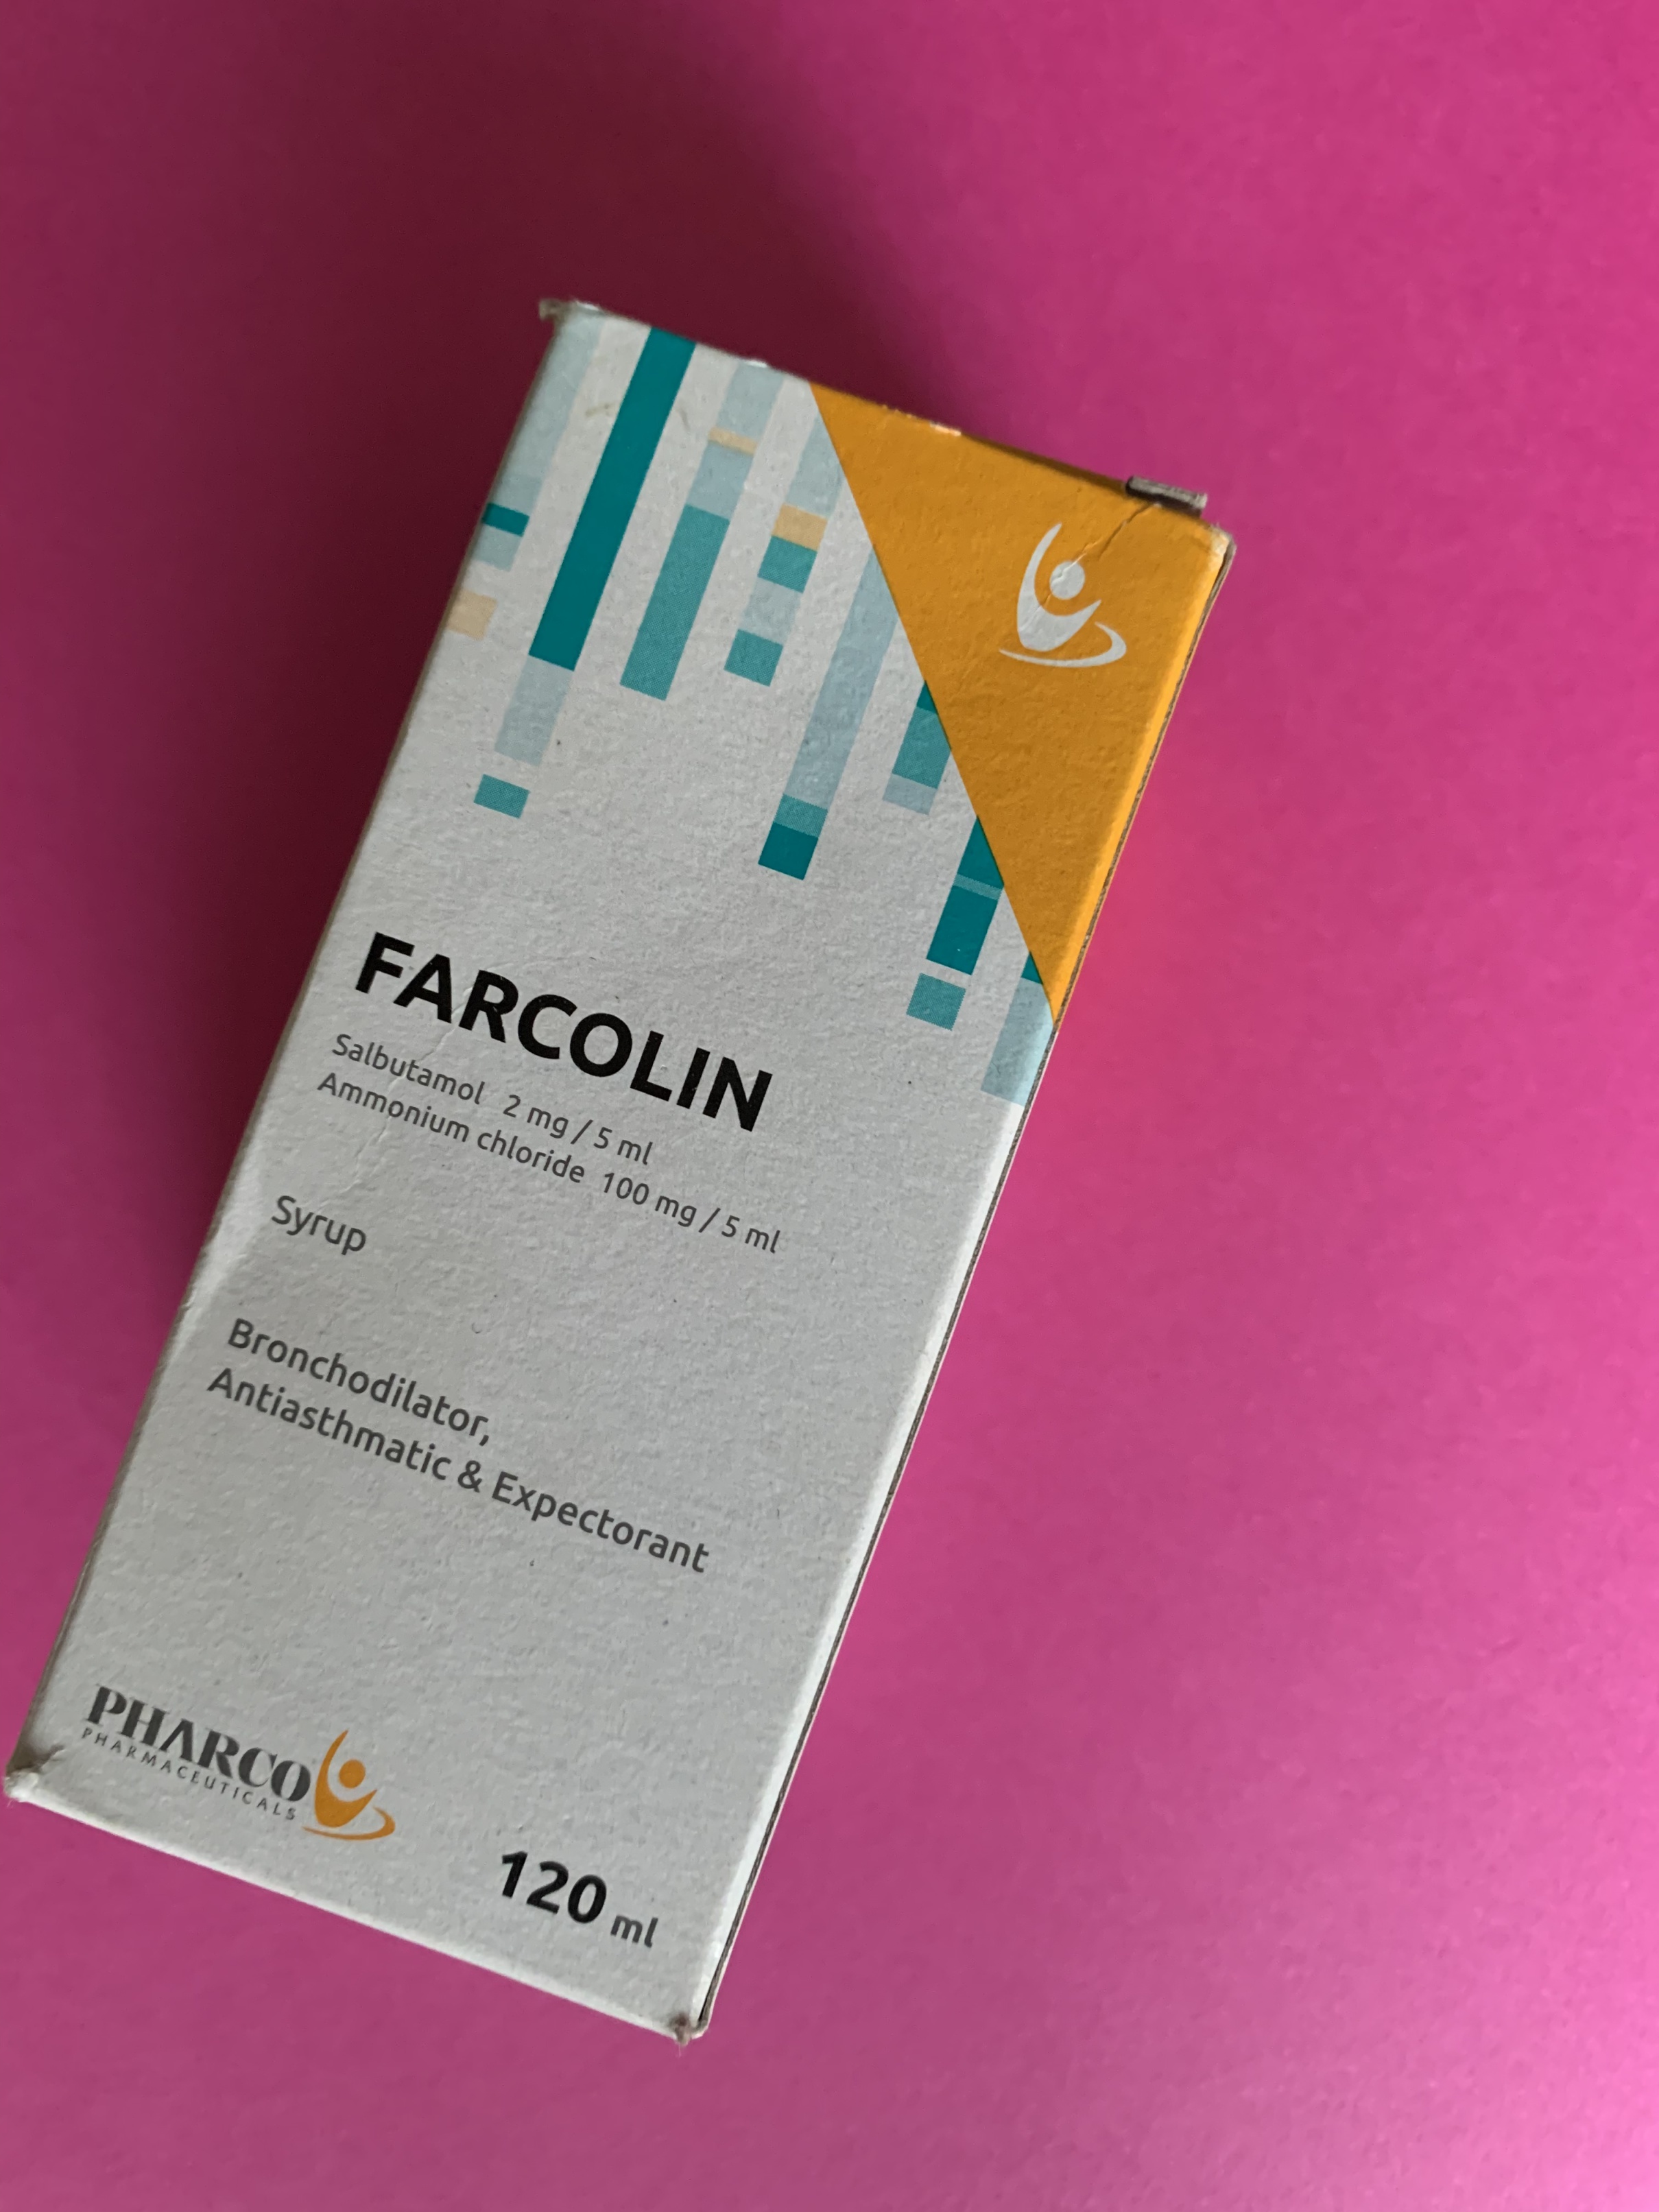 FARCOLIN
Salbutamol 2 mg / 5 ml
Ammonium chloride 100 mg / 5 ml
Syrup
Bronchodilator,
Antiasthmatic & Expectorant
PHARCO
PHARMACEUTICALS
120 ml